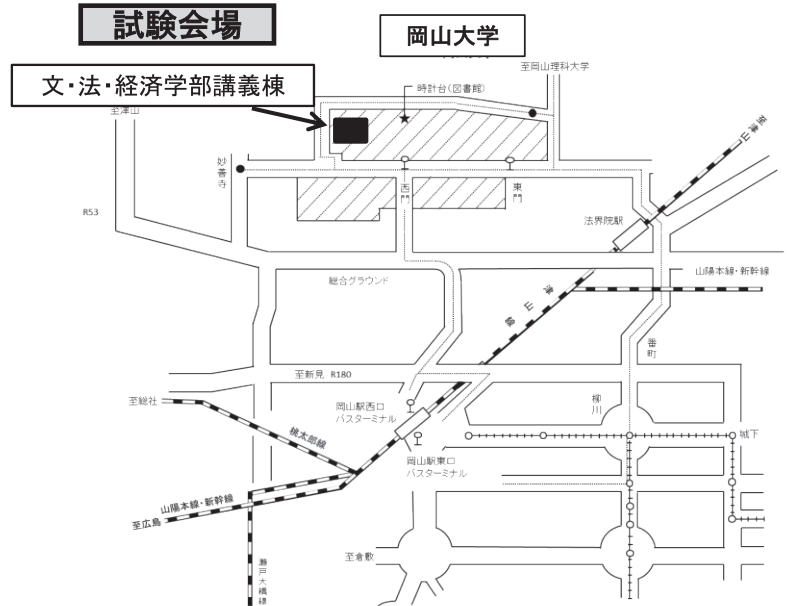 試験会場
岡山大学
文・法・経済学部講義棟
至岡山理科大学
時計台(図書館)
至津山
至津山
妙善寺
西門
東門
R53
法界院駅
総合グラウンド
津山線
山陽本線・新幹線
番町
至新見 R180
至総社
岡山駅西口
バスターミナル
柳川
城下
桃太郎線
岡山駅東口
バスターミナル
山陽本線・新幹線
至広島
至倉敷
瀬戸大橋線